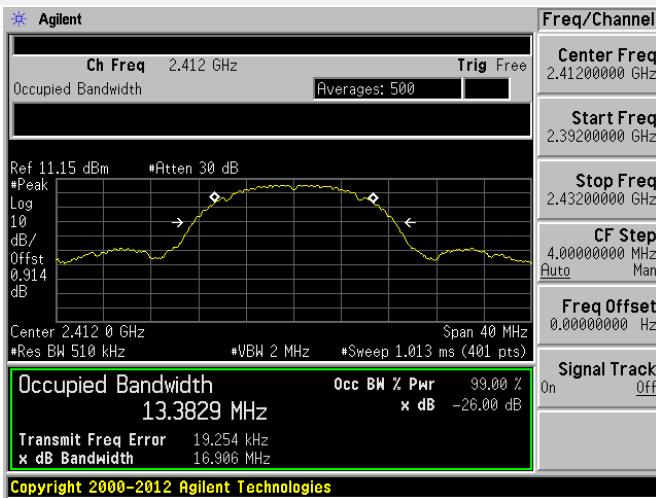 Agilent
Freq/Channel
Ch Freq 2.412 GHz Trig Free
Occupied Bandwidth Averages: 500
Ref 11.15 dBm #Atten 30 dB
#Peak
Log
10
dB/
Offst
0.914
dB
Center 2.412 0 GHz Span 40 MHz
#Res BW 510 kHz #VBW 2 MHz #Sweep 1.013 ms (401 pts)
Occupied Bandwidth Occ BW % Pwr 99.00 %
13.3829 MHz x dB -26.00 dB
Transmit Freq Error 19.254 kHz
x dB Bandwidth 16.906 MHz
Copyright 2000-2012 Agilent Technologies
Center Freq
2.41200000 GHz
Start Freq
2.39200000 GHz
Stop Freq
2.43200000 GHz
CF Step
4.00000000 MHz
Auto Man
Freq Offset
0.00000000 Hz
Signal Track
On Off